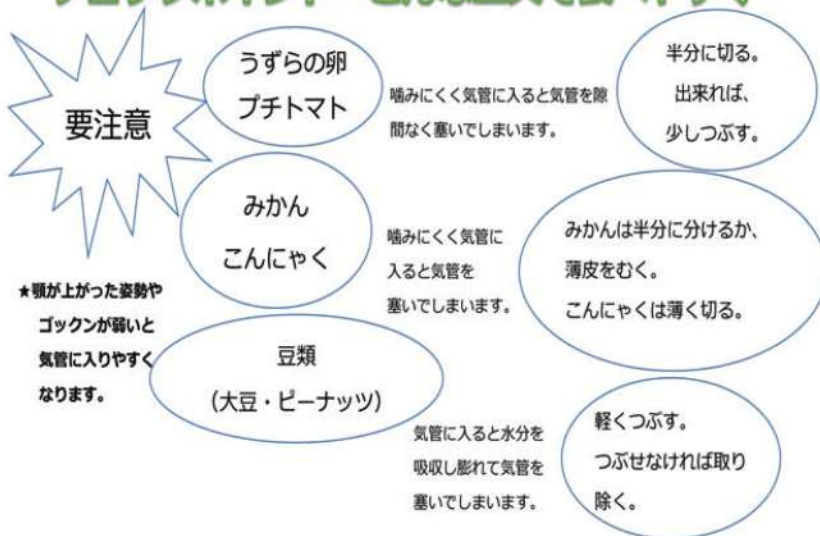 要注意
うずらの卵
プチトマト
噛みにくく気管に入ると気管を隙
間なく塞いでしまいます。
半分に切る。
出来れば、
少しつぶす。
みかん
こんにゃく
噛みにくく気管に
入ると気管を
塞いでしまいます。
みかんは半分に分けるか、
薄皮をむく。
こんにゃくは薄く切る。
★顎が上がった姿勢や
ゴックンが弱いと
気管に入りやすく
なります。
豆類
(大豆・ピーナッツ)
気管に入ると水分を
吸収し膨れて気管を
塞いでしまいます。
軽くつぶす。
つぶせなければ取り
除く。